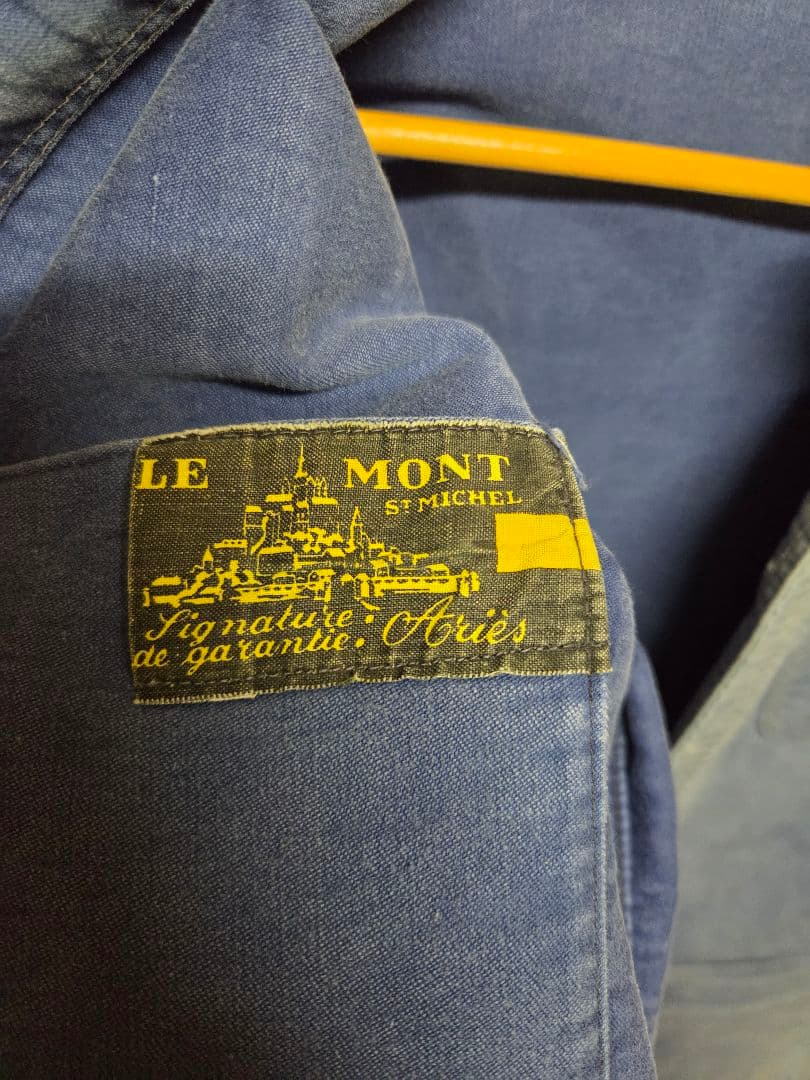 LE MONT
ST MICHEL
Signature :
de garantie : Ariès